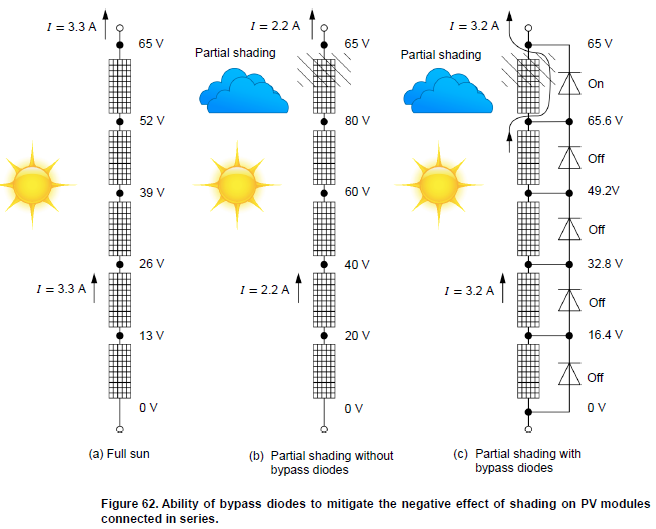 I = 3.3 A
65 V
52 V
39 V
26 V
I = 3.3 A
13 V
0 V
(a) Full sun
I = 2.2 A
Partial shading
65 V
80 V
60 V
40 V
I = 2.2 A
20 V
0 V
(b) Partial shading without
bypass diodes
I = 3.2 A
Partial shading
65 V
On
65.6 V
Off
49.2V
Off
32.8 V
I = 3.2 A
Off
16.4 V
Off
0 V
(c) Partial shading with
bypass diodes
Figure 62. Ability of bypass diodes to mitigate the negative effect of shading on PV modules
connected in series.